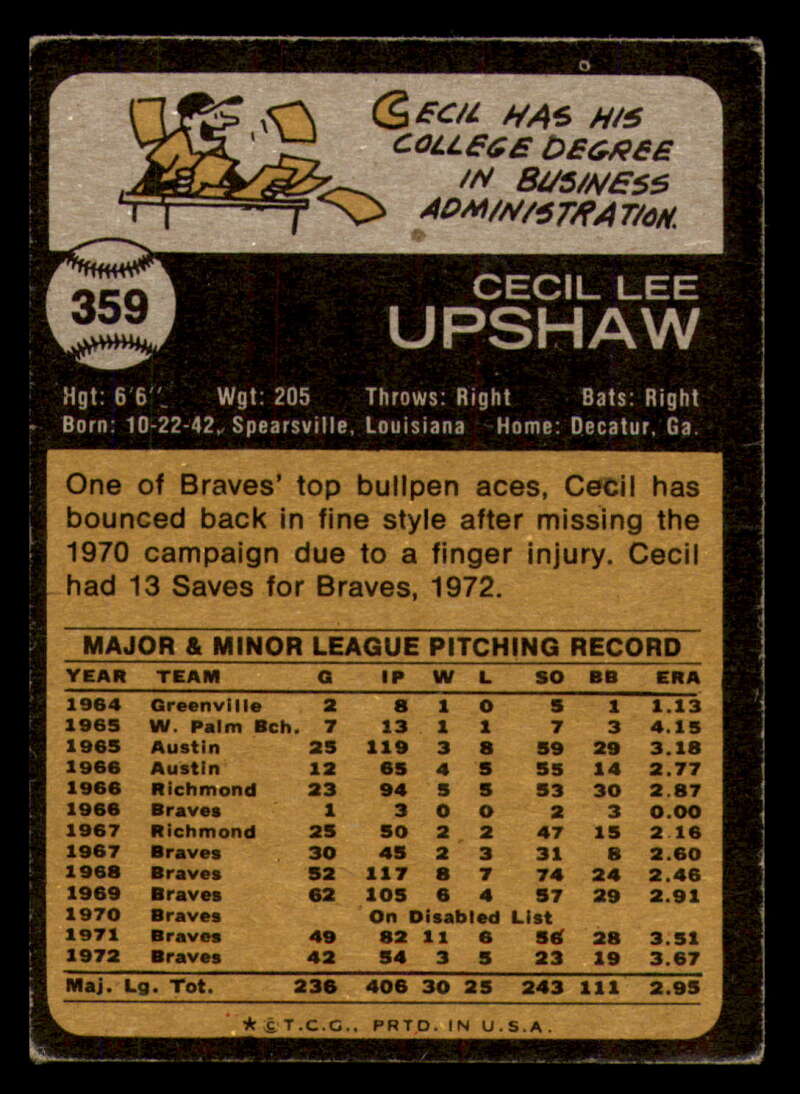 CECIL HAS HIS
COLLEGE DEGREE
IN BUSINESS
ADMINISTRATION.
359
CECIL LEE
UPSHAW
Hgt: 6'6" Wgt: 205 Throws: Right Bats: Right
Born: 10-22-42, Spearsville, Louisiana Home: Decatur, Ga.
One of Braves' top bullpen aces, Cecil has
bounced back in fine style after missing the
1970 campaign due to a finger injury. Cecil
had 13 Saves for Braves, 1972.
MAJOR & MINOR LEAGUE PITCHING RECORD
YEAR TEAM G IP W L SO BB ERA
1964 Greenville 2 8 1 0 5 1 1.13
1965 W. Palm Bch. 7 13 1 1 7 3 4.15
1965 Austin 25 119 3 8 59 29 3.18
1966 Austin 12 65 4 5 55 14 2.77
1966 Richmond 23 94 5 5 53 30 2.87
1966 Braves 1 3 0 0 2 3 0.00
1967 Richmond 25 50 2 2 47 15 2.16
1967 Braves 30 45 2 3 31 8 2.60
1968 Braves 52 117 8 7 74 24 2.46
1969 Braves 62 105 6 4 57 29 2.91
1970 Braves On Disabled List
1971 Braves 49 82 11 6 56 28 3.51
1972 Braves 42 54 3 5 23 19 3.67
Maj. Lg. Tot. 236 406 30 25 243 111 2.95
★ © T.C.G., PRTD. IN U.S.A.